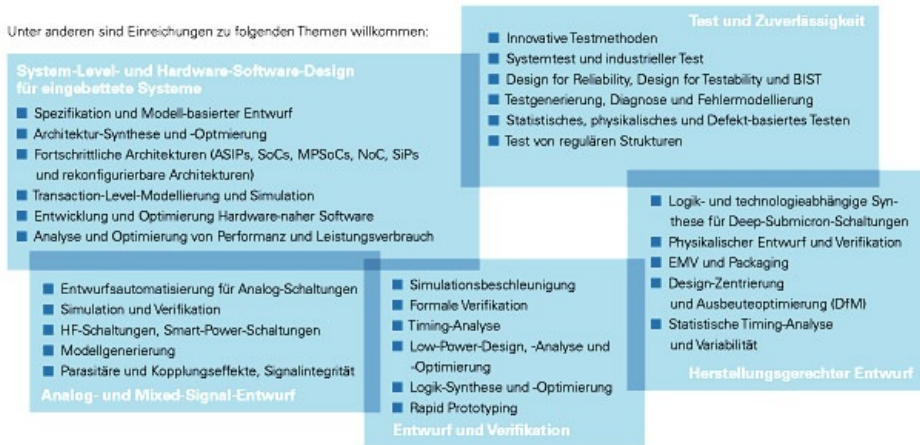 Unter anderen sind Einreichungen zu folgenden Themen willkommen:
System-Level- und Hardware-Software-Design
für eingebettete Systeme
Spezifikation und Modell-basierter Entwurf
Architektur-Synthese und -Optmierung
Fortschrittliche Architekturen (ASIPs, SoCs, MPSoCs, NoC, SiPs
und rekonfigurierbare Architekturen)
Transaction-Level-Modellierung und Simulation
Entwicklung und Optimierung Hardware-naher Software
Analyse und Optimierung von Performanz und Leistungsverbrauch
Test und Zuverlässigkeit
Innovative Testmethoden
Systemtest und industrieller Test
Design for Reliability, Design for Testability und BIST
Testgenerierung, Diagnose und Fehlermodellierung
Statistisches, physikalisches und Defekt-basiertes Testen
Test von regulären Strukturen
Entwurfsautomatisierung für Analog-Schaltungen
Simulation und Verifikation
HF-Schaltungen, Smart-Power-Schaltungen
Modellgenerierung
Parasitäre und Kopplungseffekte, Signalintegrität
Analog- und Mixed-Signal-Entwurf
Simulationsbeschleunigung
Formale Verifikation
Timing-Analyse
Low-Power-Design, -Analyse und
-Optimierung
Logik-Synthese und -Optimierung
Rapid Prototyping
Entwurf und Verifikation
Logik- und technologieabhängige Syn-
these für Deep-Submicron-Schaltungen
Physikalischer Entwurf und Verifikation
EMV und Packaging
Design-Zentrierung
und Ausbeuteoptimierung (DfM)
Statistische Timing-Analyse
und Variabilität
Herstellungsgerechter Entwurf